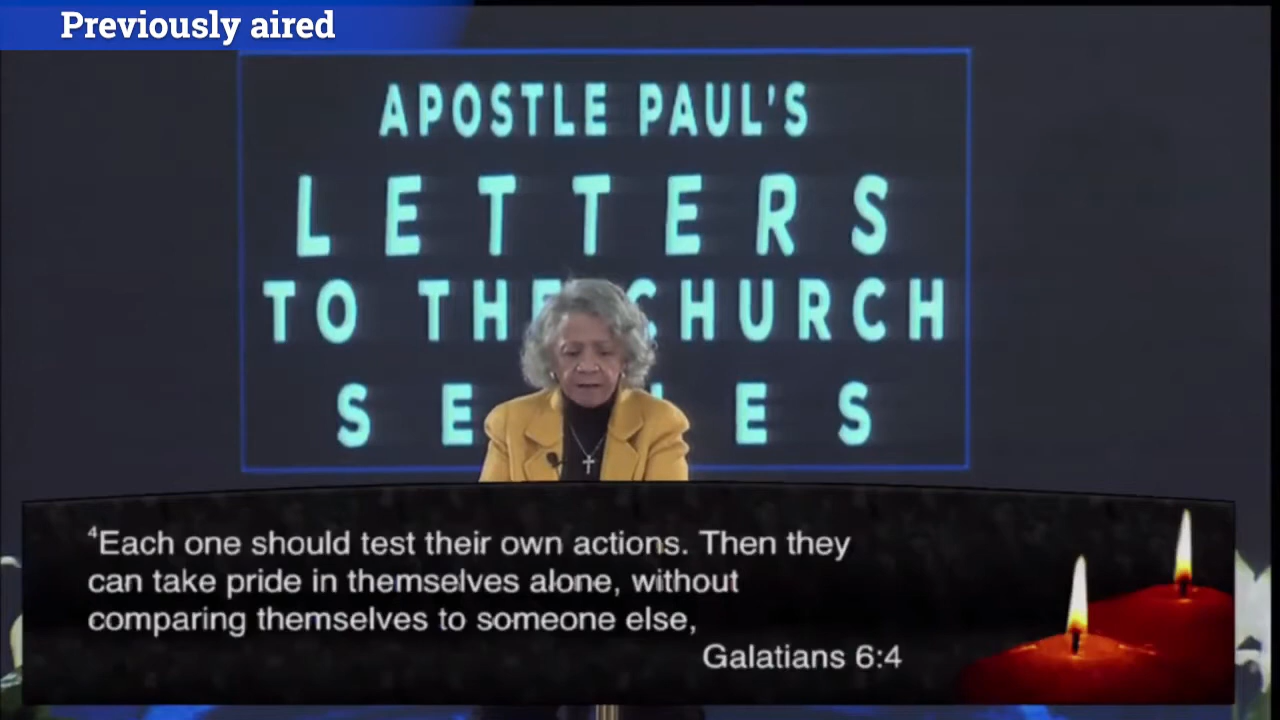 Previously aired
APOSTLE PAUL'S
LETTERS
TO THE CHURCH
⁴Each one should test their own actions. Then they
can take pride in themselves alone, without
comparing themselves to someone else,
Galatians 6:4